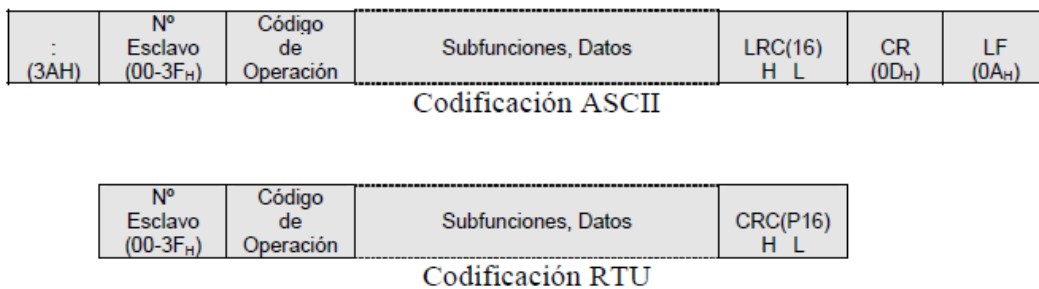 :
(3AH)
Nº
Esclavo
(00-3FH)
Código
de
Operación
Subfunciones, Datos
LRC(16)
H L
CR
(0DH)
LF
(0AH)
Codificación ASCII
Nº
Esclavo
(00-3FH)
Código
de
Operación
Subfunciones, Datos
CRC(P16)
H L
Codificación RTU